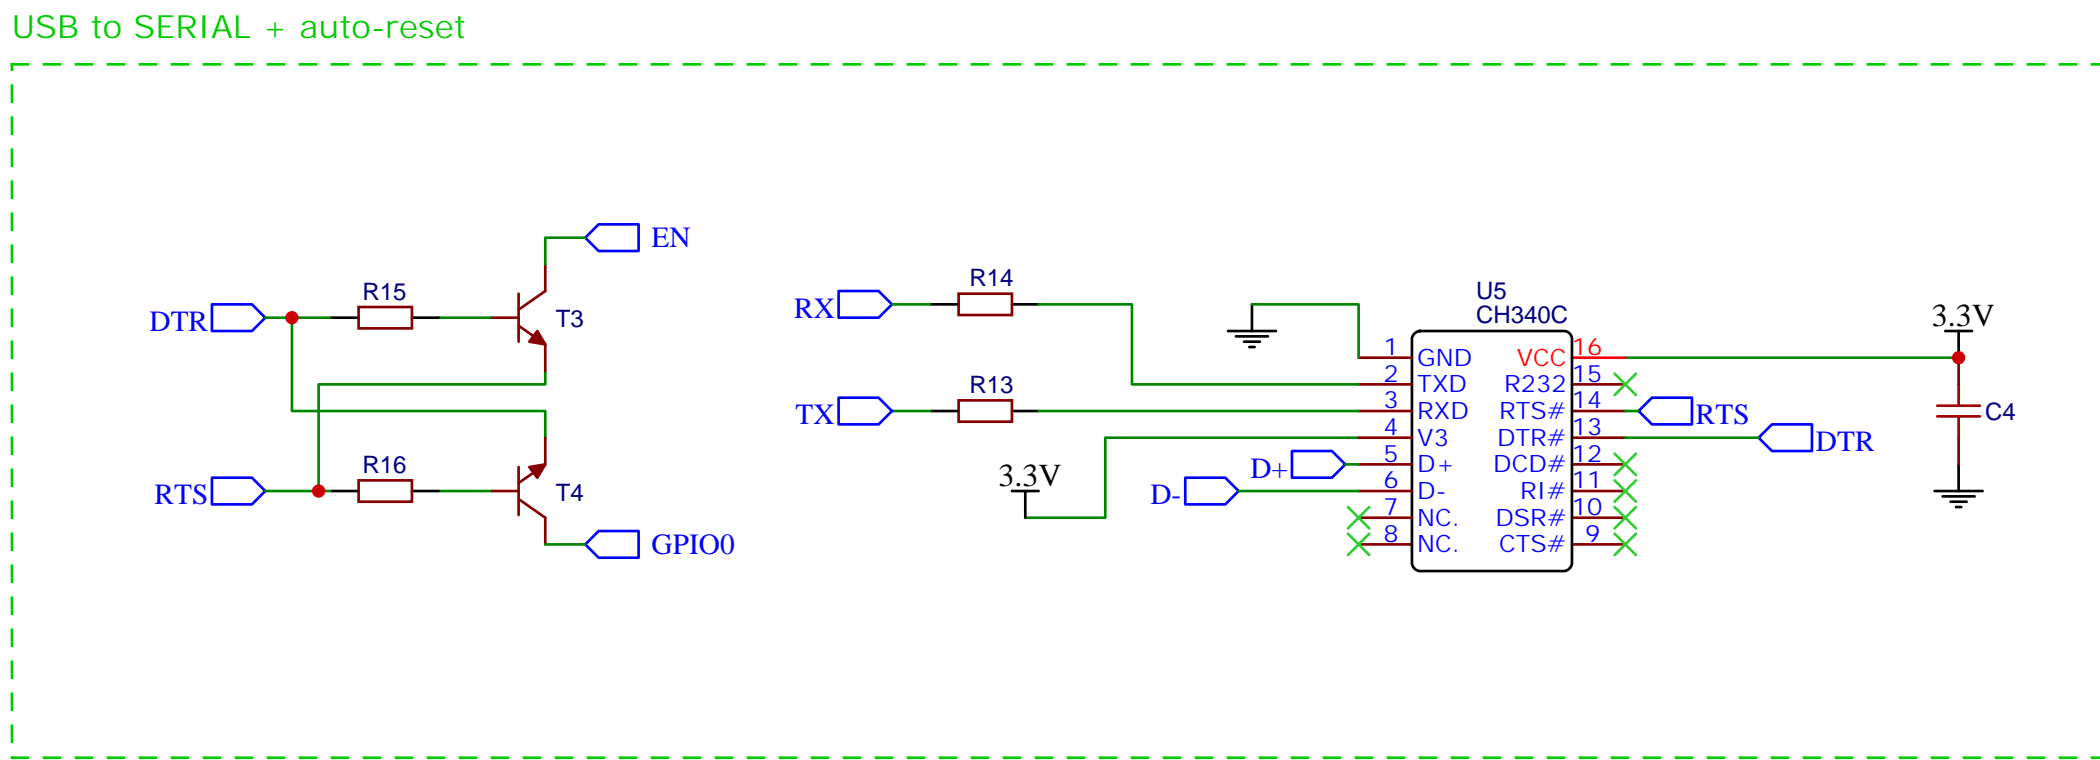 USB to SERIAL + auto-reset
EN
R15
DTR
T3
R16
RTS
T4
GPIO0
R14
RX
R13
TX
3.3V
D+
D-
U5
CH340C
1 GND VCC 16
2 TXD R232 15
3 RXD RTS# 14
4 V3 DTR# 13
5 D+ DCD# 12
6 D- RI# 11
7 NC. DSR# 10
8 NC. CTS# 9
RTS
DTR
3.3V
C4